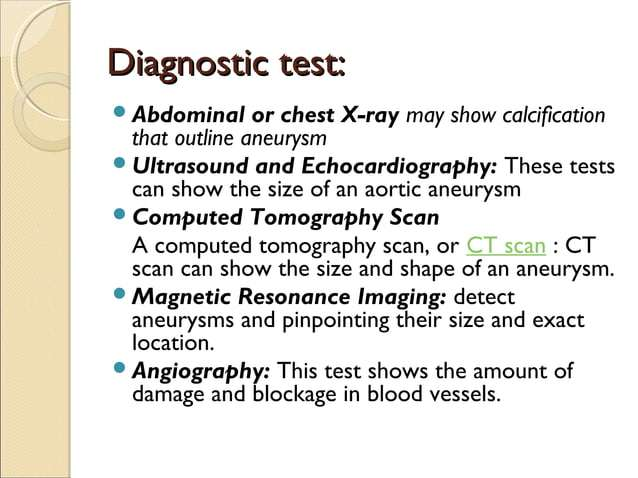 Diagnostic test:
Abdominal or chest X-ray may show calcification
that outline aneurysm
Ultrasound and Echocardiography: These tests
can show the size of an aortic aneurysm
Computed Tomography Scan
A computed tomography scan, or CT scan : CT
scan can show the size and shape of an aneurysm.
Magnetic Resonance Imaging: detect
aneurysms and pinpointing their size and exact
location.
Angiography: This test shows the amount of
damage and blockage in blood vessels.